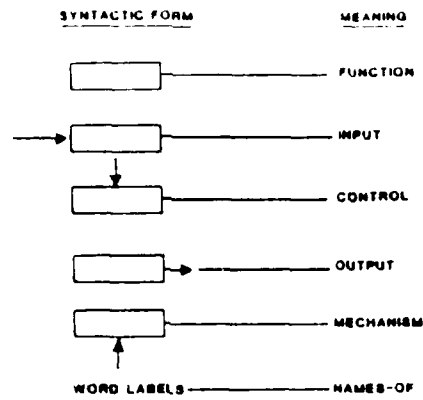 SYNTACTIC FORM MEANING
FUNCTION
INPUT
CONTROL
OUTPUT
MECHANISM
WORD LABELS NAMES-OF